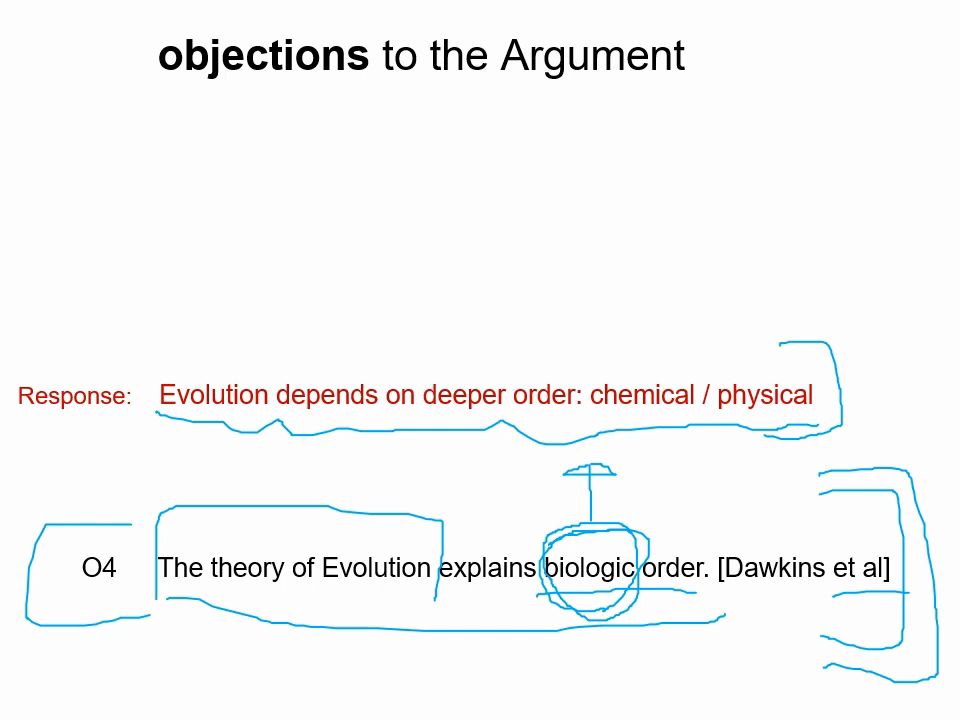 objections to the Argument
Response: Evolution depends on deeper order: chemical / physical
O4 The theory of Evolution explains biologic order. [Dawkins et al]